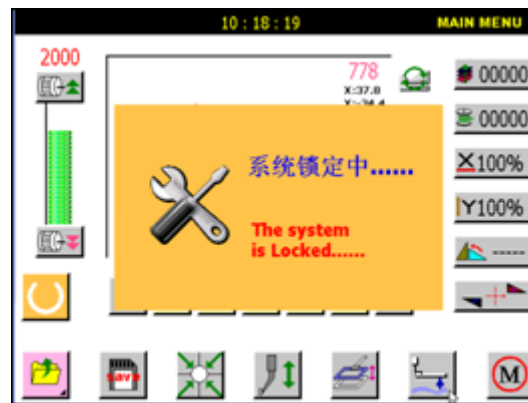 10:18:19 MAIN MENU
2000
778
X:37.8
00000
00000
X100%
Y100%
-----
系统锁定中......
The system
is Locked......
save
M